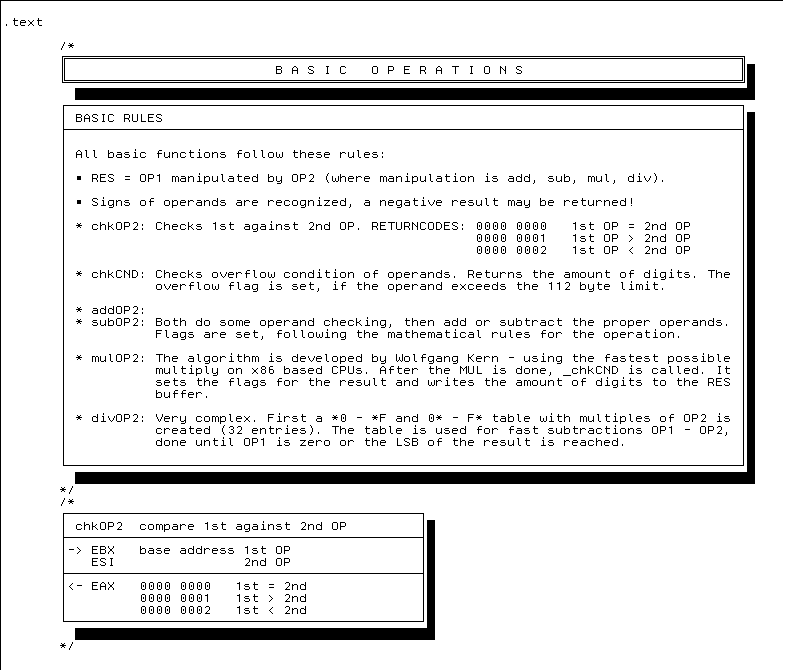 .text
/*
B A S I C   O P E R A T I O N S
BASIC RULES
All basic functions follow these rules:
▪ RES = OP1 manipulated by OP2 (where manipulation is add, sub, mul, div).
▪ Signs of operands are recognized, a negative result may be returned!
* chkOP2: Checks 1st against 2nd OP. RETURNCODES: 0000 0000   1st OP = 2nd OP
0000 0001   1st OP > 2nd OP
0000 0002   1st OP < 2nd OP
* chkCND: Checks overflow condition of operands. Returns the amount of digits. The
overflow flag is set, if the operand exceeds the 112 byte limit.
* addOP2:
* subOP2: Both do some operand checking, then add or subtract the proper operands.
Flags are set, following the mathematical rules for the operation.
* mulOP2: The algorithm is developed by Wolfgang Kern - using the fastest possible
multiply on x86 based CPUs. After the MUL is done, _chkCND is called. It
sets the flags for the result and writes the amount of digits to the RES
buffer.
* divOP2: Very complex. First a *0 - *F and 0* - F* table with multiples of OP2 is
created (32 entries). The table is used for fast subtractions OP1 - OP2,
done until OP1 is zero or the LSB of the result is reached.
*/
/*
chkOP2  compare 1st against 2nd OP
-> EBX   base address 1st OP
ESI                2nd OP
<- EAX   0000 0000   1st = 2nd
0000 0001   1st > 2nd
0000 0002   1st < 2nd
*/